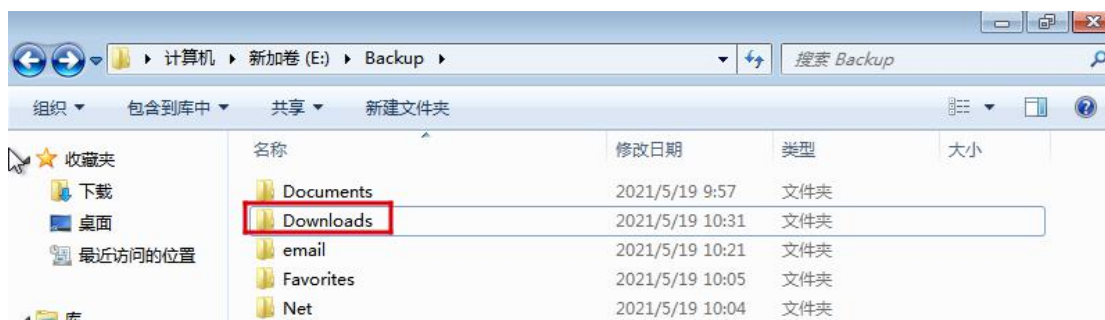 计算机 新加卷 (E:) Backup 搜索 Backup
组织 包含到库中 共享 新建文件夹
收藏夹 名称 修改日期 类型 大小
下载 Documents 2021/5/19 9:57 文件夹
桌面 Downloads 2021/5/19 10:31 文件夹
最近访问的位置 email 2021/5/19 10:21 文件夹
Favorites 2021/5/19 10:05 文件夹
库 Net 2021/5/19 10:04 文件夹